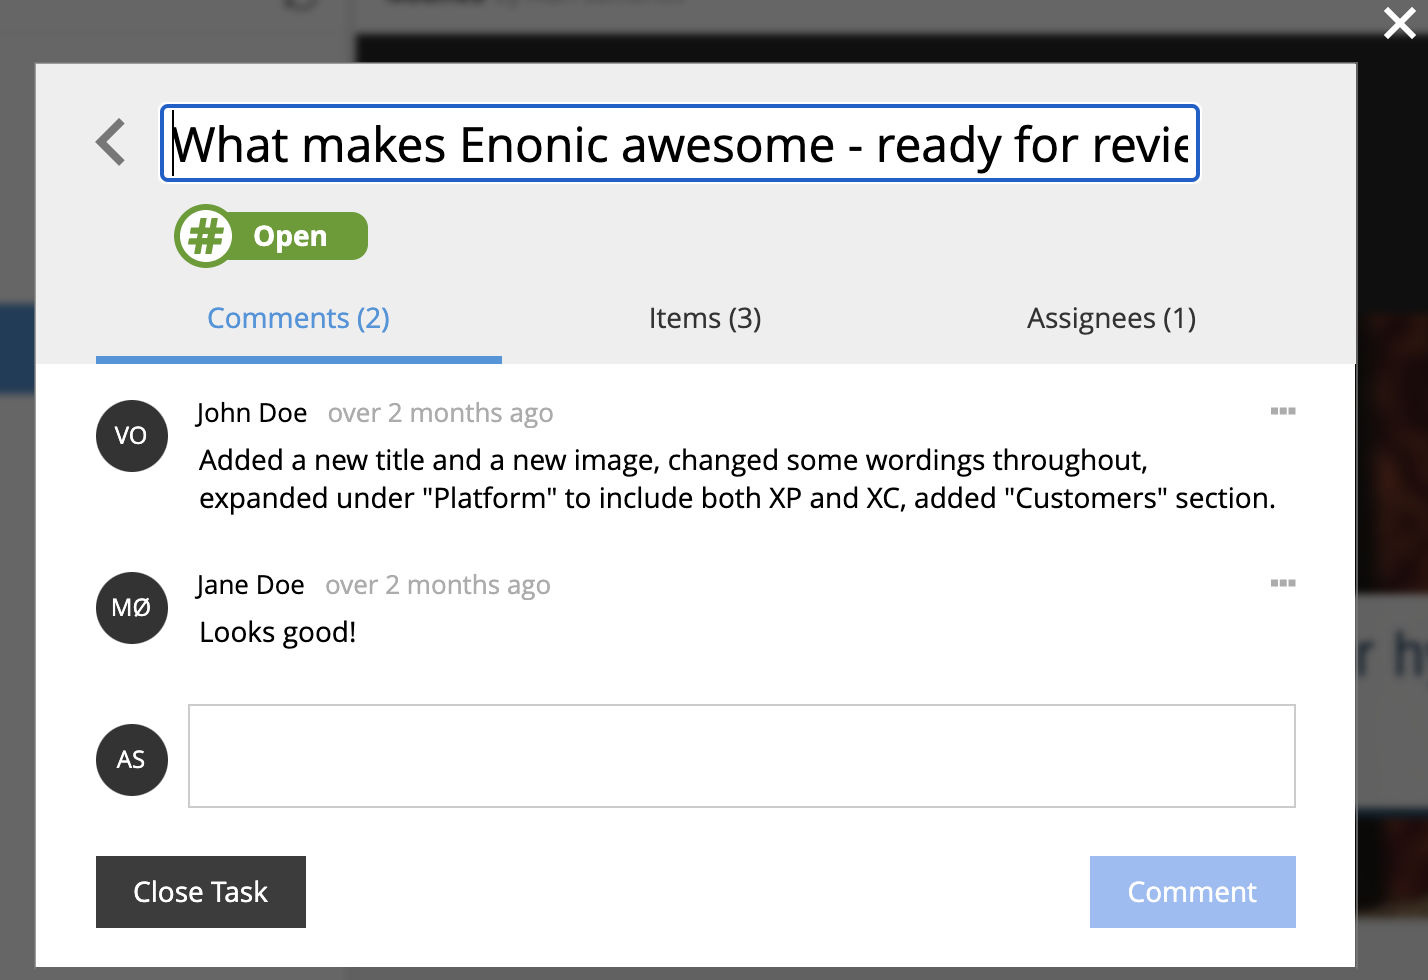 What makes Enonic awesome - ready for revie
# Open
Comments (2)
Items (3)
Assignees (1)
VO
John Doe over 2 months ago
Added a new title and a new image, changed some wordings throughout,
expanded under "Platform" to include both XP and XC, added "Customers" section.
MØ
Jane Doe over 2 months ago
Looks good!
AS
Close Task
Comment